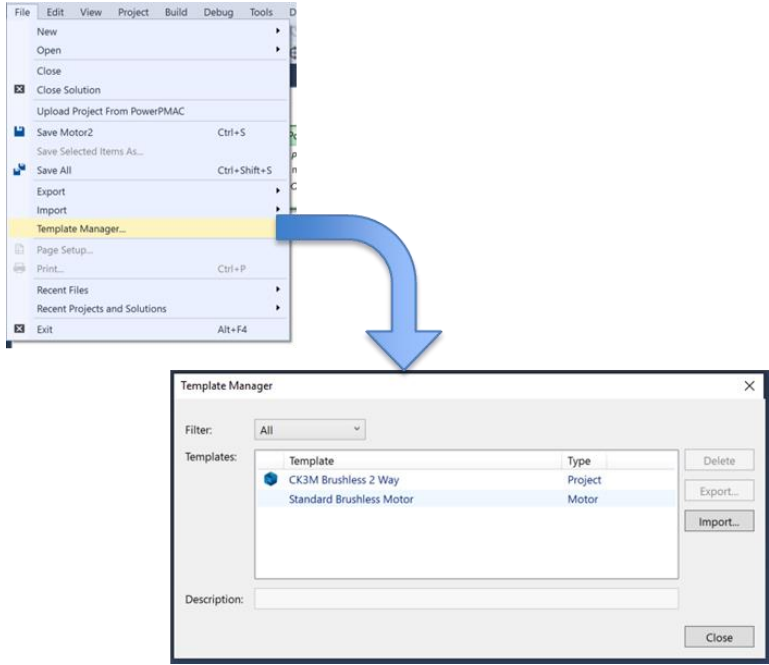 File Edit View Project Build Debug Tools D
New
Open
Close
Close Solution
Upload Project From PowerPMAC
Save Motor2 Ctrl+S
Save Selected Items As...
Save All Ctrl+Shift+S
Export
Import
Template Manager...
Page Setup...
Print... Ctrl+P
Recent Files
Recent Projects and Solutions
Exit Alt+F4
Template Manager
Filter: All
Templates: Template Type Delete
CK3M Brushless 2 Way Project
Standard Brushless Motor Motor
Export...
Import...
Description:
Close